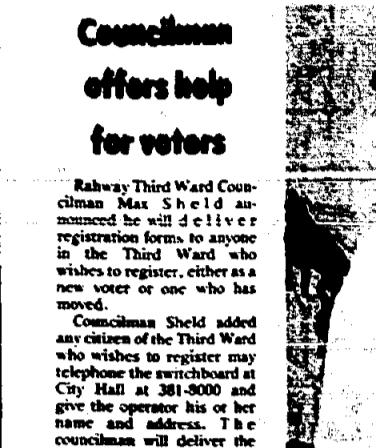 Councilman
offers help
for voters
Rahway Third Ward Coun-
cilman Max Sheld an-
nounced he will deliver
registration forms to anyone
in the Third Ward who
wishes to register, either as a
new voter or one who has
moved.
Councilman Sheld added
any citizen of the Third Ward
who wishes to register may
telephone the switchboard at
City Hall at 381-8000 and
give the operator his or her
name and address. The
councilman will deliver the